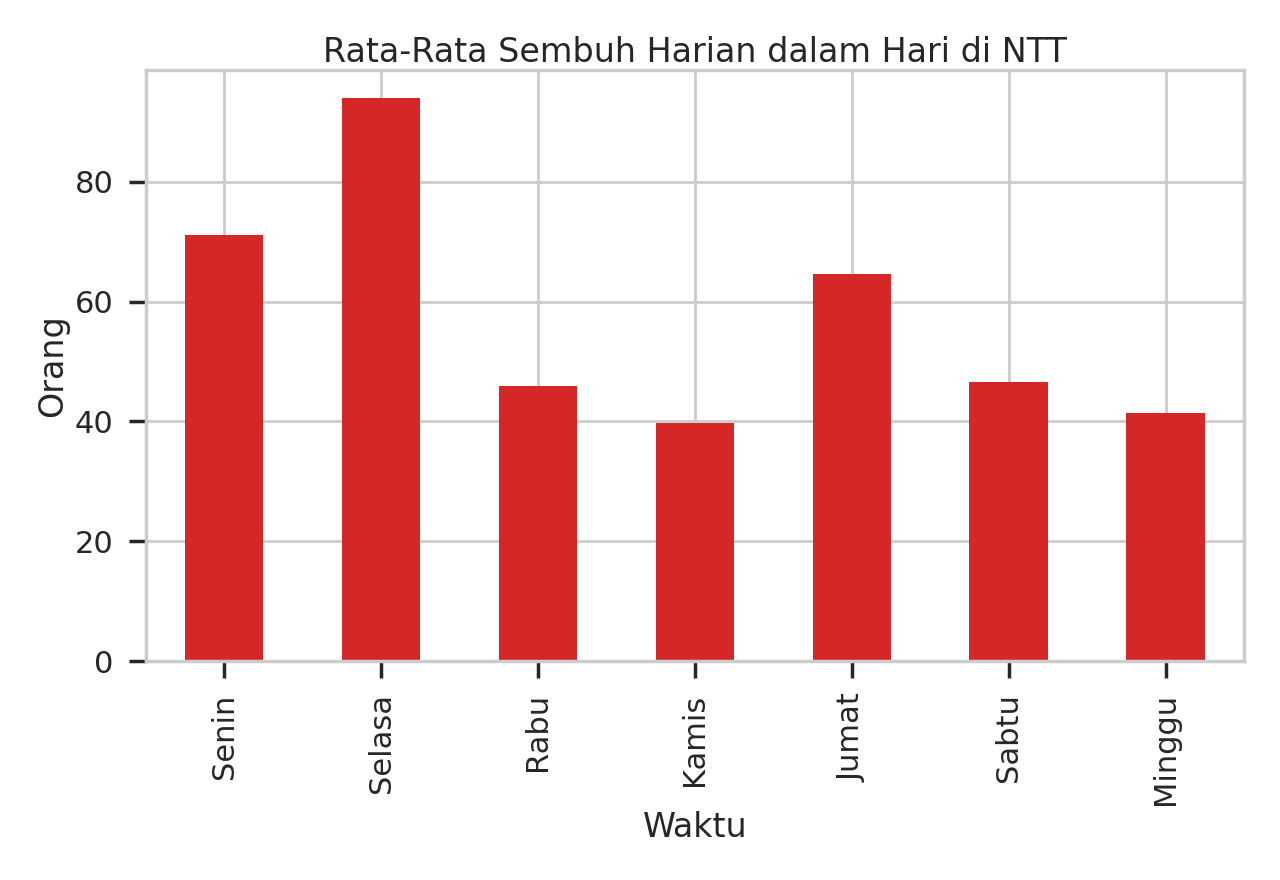 Rata-Rata Sembuh Harian dalam Hari di NTT
Orang
80
60
40
20
0
Senin
Selasa
Rabu
Kamis
Jumat
Sabtu
Minggu
Waktu